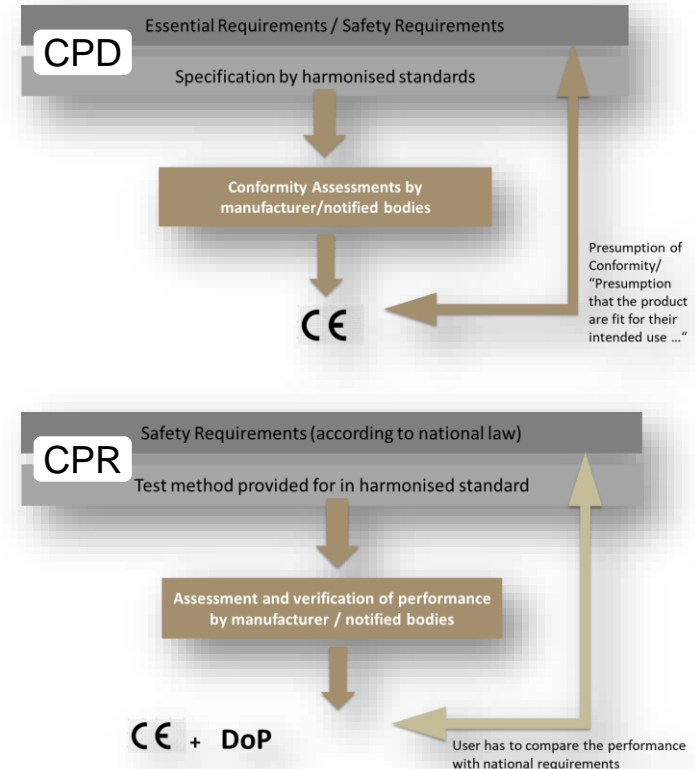 Essential Requirements / Safety Requirements
CPD
Specification by harmonised standards
Conformity Assessments by
manufacturer/notified bodies
Presumption of
Conformity/
“Presumption
that the product
are fit for their
intended use ...“
CE
Safety Requirements (according to national law)
CPR
Test method provided for in harmonised standard
Assessment and verification of performance
by manufacturer / notified bodies
CE + DoP
User has to compare the performance
with national requirements